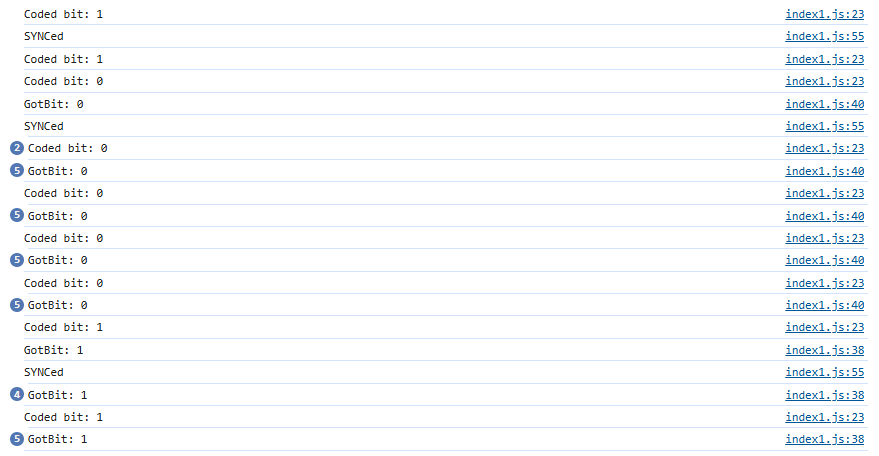 Coded bit: 1 index1.js:23
SYNCed index1.js:55
Coded bit: 1 index1.js:23
Coded bit: 0 index1.js:23
GotBit: 0 index1.js:40
SYNCed index1.js:55
2 Coded bit: 0 index1.js:23
5 GotBit: 0 index1.js:40
Coded bit: 0 index1.js:23
5 GotBit: 0 index1.js:40
Coded bit: 0 index1.js:23
5 GotBit: 0 index1.js:40
Coded bit: 0 index1.js:23
5 GotBit: 0 index1.js:40
Coded bit: 1 index1.js:23
GotBit: 1 index1.js:38
SYNCed index1.js:55
4 GotBit: 1 index1.js:38
Coded bit: 1 index1.js:23
5 GotBit: 1 index1.js:38